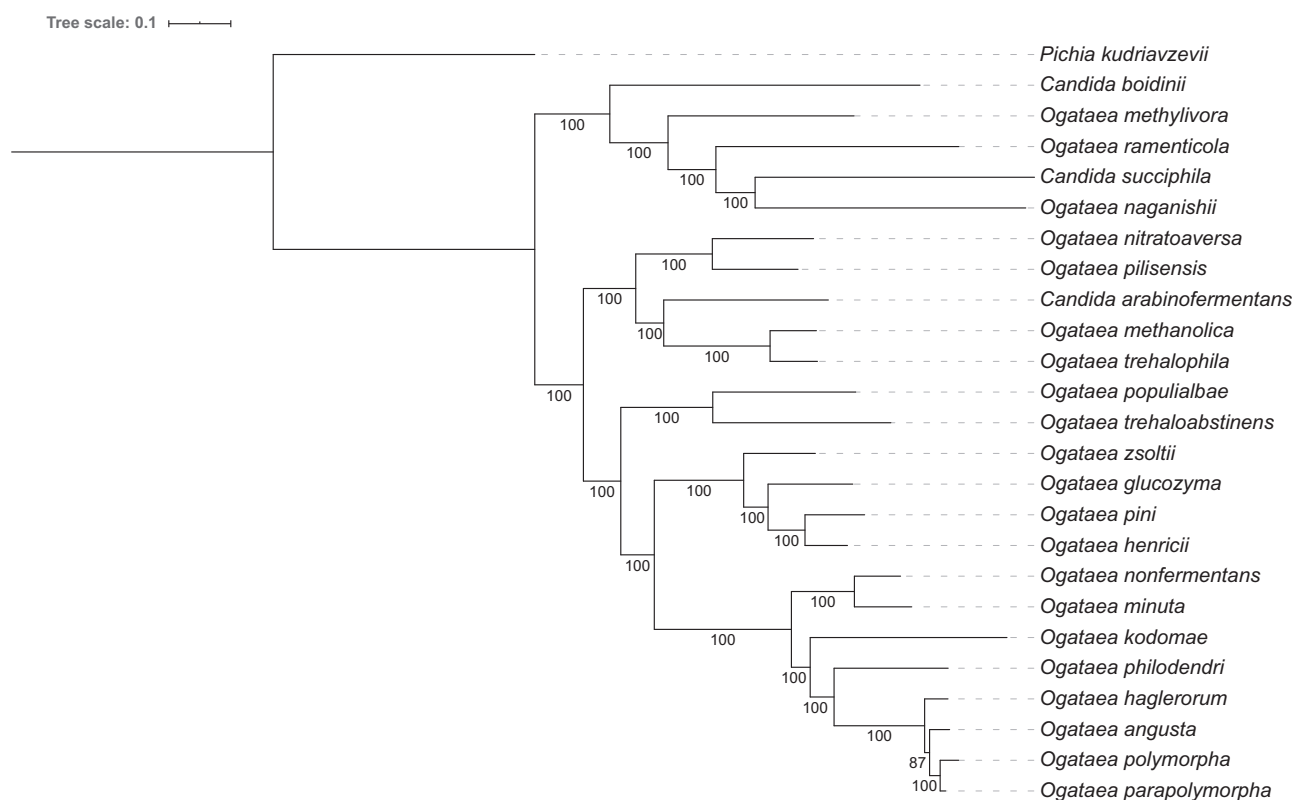 Tree scale: 0.1
Pichia kudriavzevii
Candida boidinii
100
Ogataea methylivora
100
Ogataea ramenticola
100
Candida succiphila
100
Ogataea naganishii
Ogataea nitratoaversa
100
Ogataea pilisensis
100
Candida arabinofermentans
100
Ogataea methanolica
100
Ogataea trehalophila
100
Ogataea populialbae
100
Ogataea trehaloabstinens
Ogataea zsoltii
100
100
Ogataea glucozyma
100
Ogataea pini
100
Ogataea henricii
100
Ogataea nonfermentans
100
Ogataea minuta
100
Ogataea kodomae
100
Ogataea philodendri
100
Ogataea haglerorum
100
Ogataea angusta
87
Ogataea polymorpha
100
Ogataea parapolymorpha